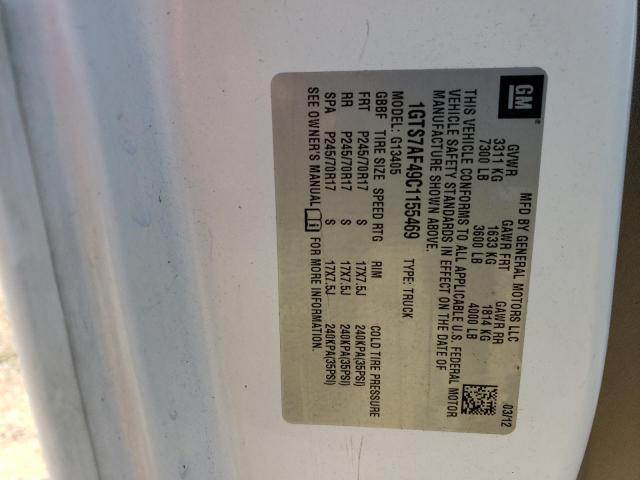 GM
MFD BY GENERAL MOTORS LLC
03/12
GVWR GAWR FRT GAWR RR
3311 KG 1633 KG 1814 KG
7300 LB 3600 LB 4000 LB
THIS VEHICLE CONFORMS TO ALL APPLICABLE U.S. FEDERAL MOTOR
VEHICLE SAFETY STANDARDS IN EFFECT ON THE DATE OF
MANUFACTURE SHOWN ABOVE.
1GTS7AF49C1155469 TYPE: TRUCK
MODEL: G13405
GBBF TIRE SIZE SPEED RTG RIM COLD TIRE PRESSURE
FRT P245/70R17 S 17X7.5J 240KPA(35PSI)
RR P245/70R17 S 17X7.5J 240KPA(35PSI)
SPA P245/70R17 S 17X7.5J 240KPA(35PSI)
SEE OWNER'S MANUAL i FOR MORE INFORMATION.